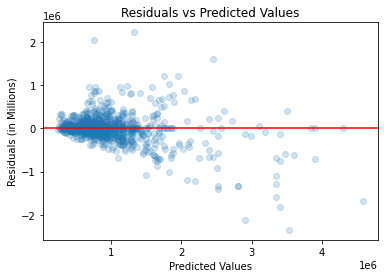 Residuals vs Predicted Values
1e6
2
1
0
−1
−2
Residuals (in Millions)
1 2 3 4
1e6
Predicted Values